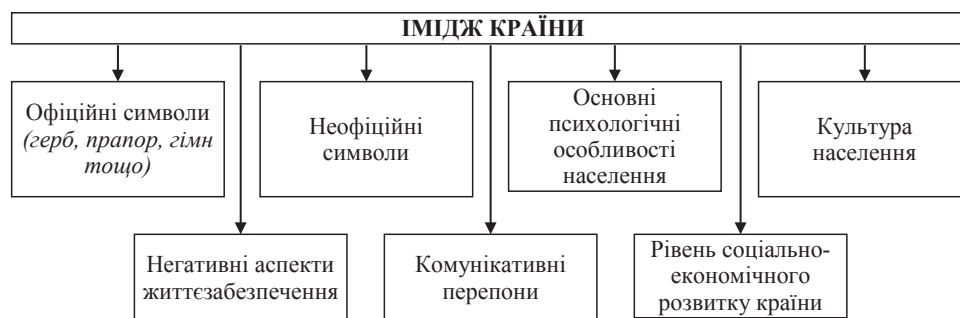 ІМІДЖ КРАЇНИ
Офіційні символи
(герб, прапор, гімн
тощо)
Неофіційні
символи
Основні
психологічні
особливості
населення
Культура
населення
Негативні аспекти
життєзабезпечення
Комунікативні
перепони
Рівень соціально-
економічного
розвитку країни